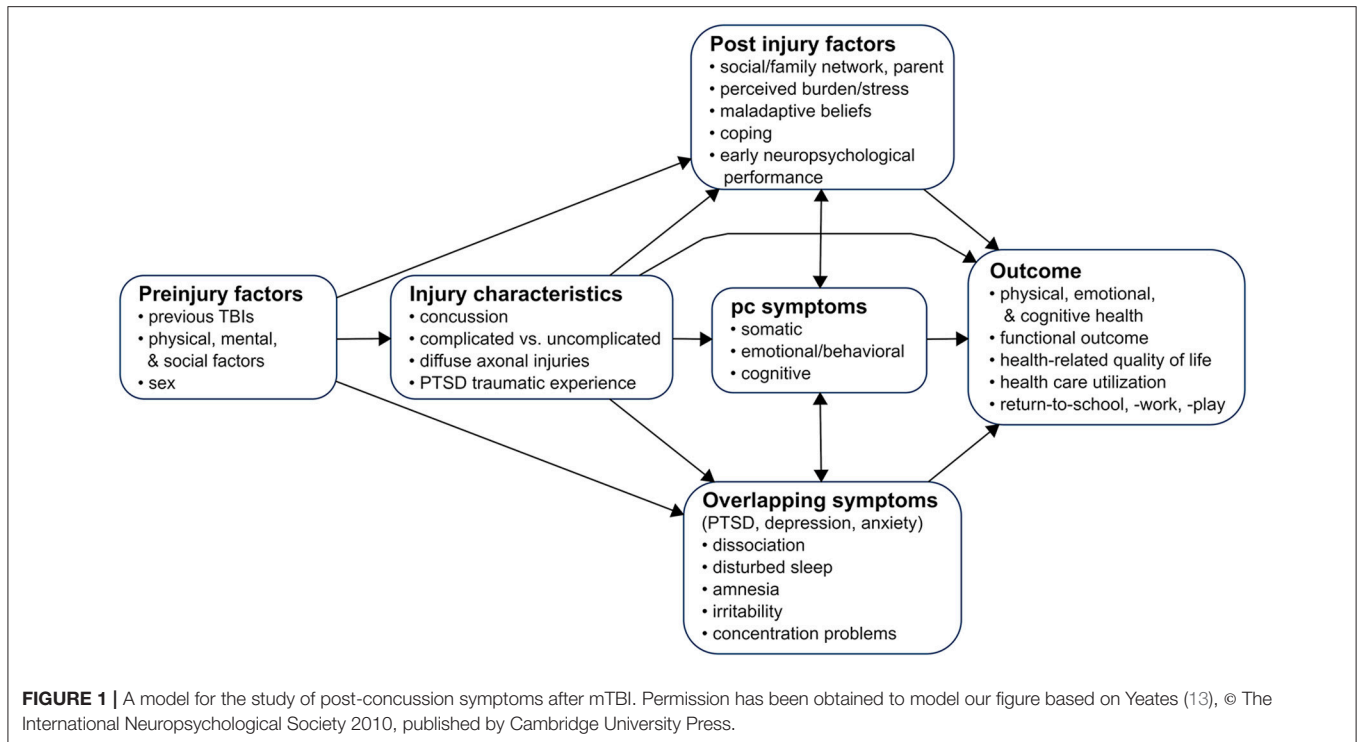 Post injury factors
• social/family network, parent
• perceived burden/stress
• maladaptive beliefs
• coping
• early neuropsychological
performance
Preinjury factors
• previous TBIs
• physical, mental,
& social factors
• sex
Injury characteristics
• concussion
• complicated vs. uncomplicated
• diffuse axonal injuries
• PTSD traumatic experience
pc symptoms
• somatic
• emotional/behavioral
• cognitive
Outcome
• physical, emotional,
& cognitive health
• functional outcome
• health-related quality of life
• health care utilization
• return-to-school, -work, -play
Overlapping symptoms
(PTSD, depression, anxiety)
• dissociation
• disturbed sleep
• amnesia
• irritability
• concentration problems
FIGURE 1 | A model for the study of post-concussion symptoms after mTBI. Permission has been obtained to model our figure based on Yeates (13), © The
International Neuropsychological Society 2010, published by Cambridge University Press.